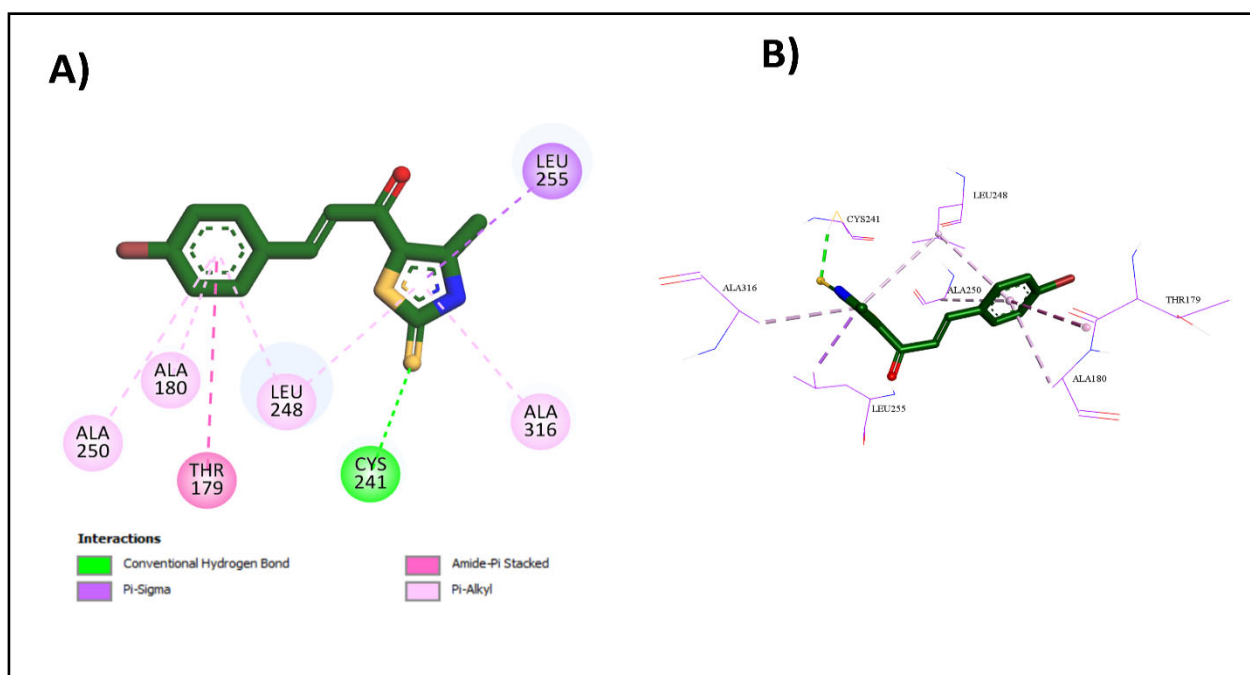 A)
LEU
255
ALA
180
LEU
248
ALA
250
THR
179
CYS
241
ALA
316
Interactions
Conventional Hydrogen Bond
Pi-Sigma
Amide-Pi Stacked
Pi-Alkyl
B)
LEU248
CYS241
ALA316
ALA250
THR179
ALA180
LEU255